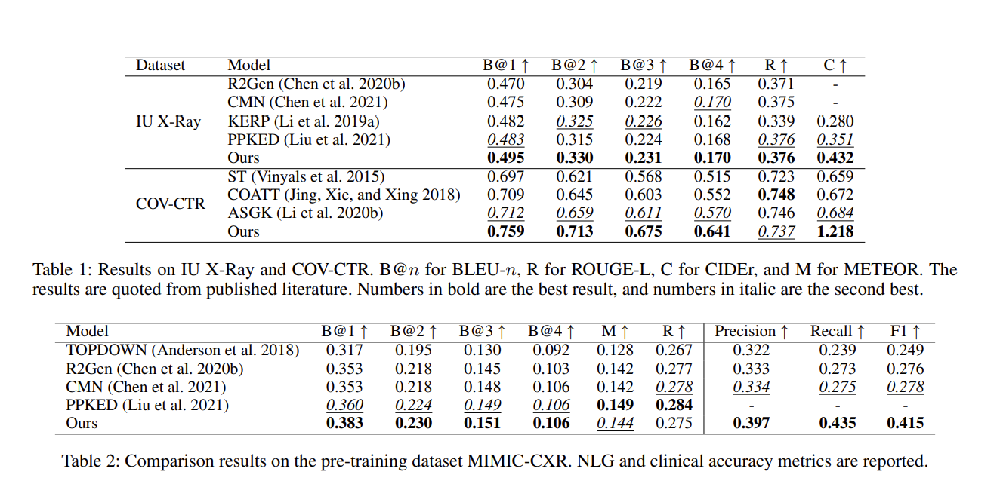 Dataset Model B@1 ↑ B@2 ↑ B@3 ↑ B@4 ↑ R ↑ C ↑
R2Gen (Chen et al. 2020b) 0.470 0.304 0.219 0.165 0.371 -
CMN (Chen et al. 2021) 0.475 0.309 0.222 0.170 0.375 -
IU X-Ray KERP (Li et al. 2019a) 0.482 0.325 0.226 0.162 0.339 0.280
PPKED (Liu et al. 2021) 0.483 0.315 0.224 0.168 0.376 0.351
Ours 0.495 0.330 0.231 0.170 0.376 0.432
ST (Vinyals et al. 2015) 0.697 0.621 0.568 0.515 0.723 0.659
COV-CTR COATT (Jing, Xie, and Xing 2018) 0.709 0.645 0.603 0.552 0.748 0.672
ASGK (Li et al. 2020b) 0.712 0.659 0.611 0.570 0.746 0.684
Ours 0.759 0.713 0.675 0.641 0.737 1.218
Table 1: Results on IU X-Ray and COV-CTR. B@n for BLEU-n, R for ROUGE-L, C for CIDEr, and M for METEOR. The
results are quoted from published literature. Numbers in bold are the best result, and numbers in italic are the second best.
Model B@1 ↑ B@2 ↑ B@3 ↑ B@4 ↑ M ↑ R ↑ Precision ↑ Recall ↑ F1 ↑
TOPDOWN (Anderson et al. 2018) 0.317 0.195 0.130 0.092 0.128 0.267 0.322 0.239 0.249
R2Gen (Chen et al. 2020b) 0.353 0.218 0.145 0.103 0.142 0.277 0.333 0.273 0.276
CMN (Chen et al. 2021) 0.353 0.218 0.148 0.106 0.142 0.278 0.334 0.275 0.278
PPKED (Liu et al. 2021) 0.360 0.224 0.149 0.106 0.149 0.284 - - -
Ours 0.383 0.230 0.151 0.106 0.144 0.275 0.397 0.435 0.415
Table 2: Comparison results on the pre-training dataset MIMIC-CXR. NLG and clinical accuracy metrics are reported.